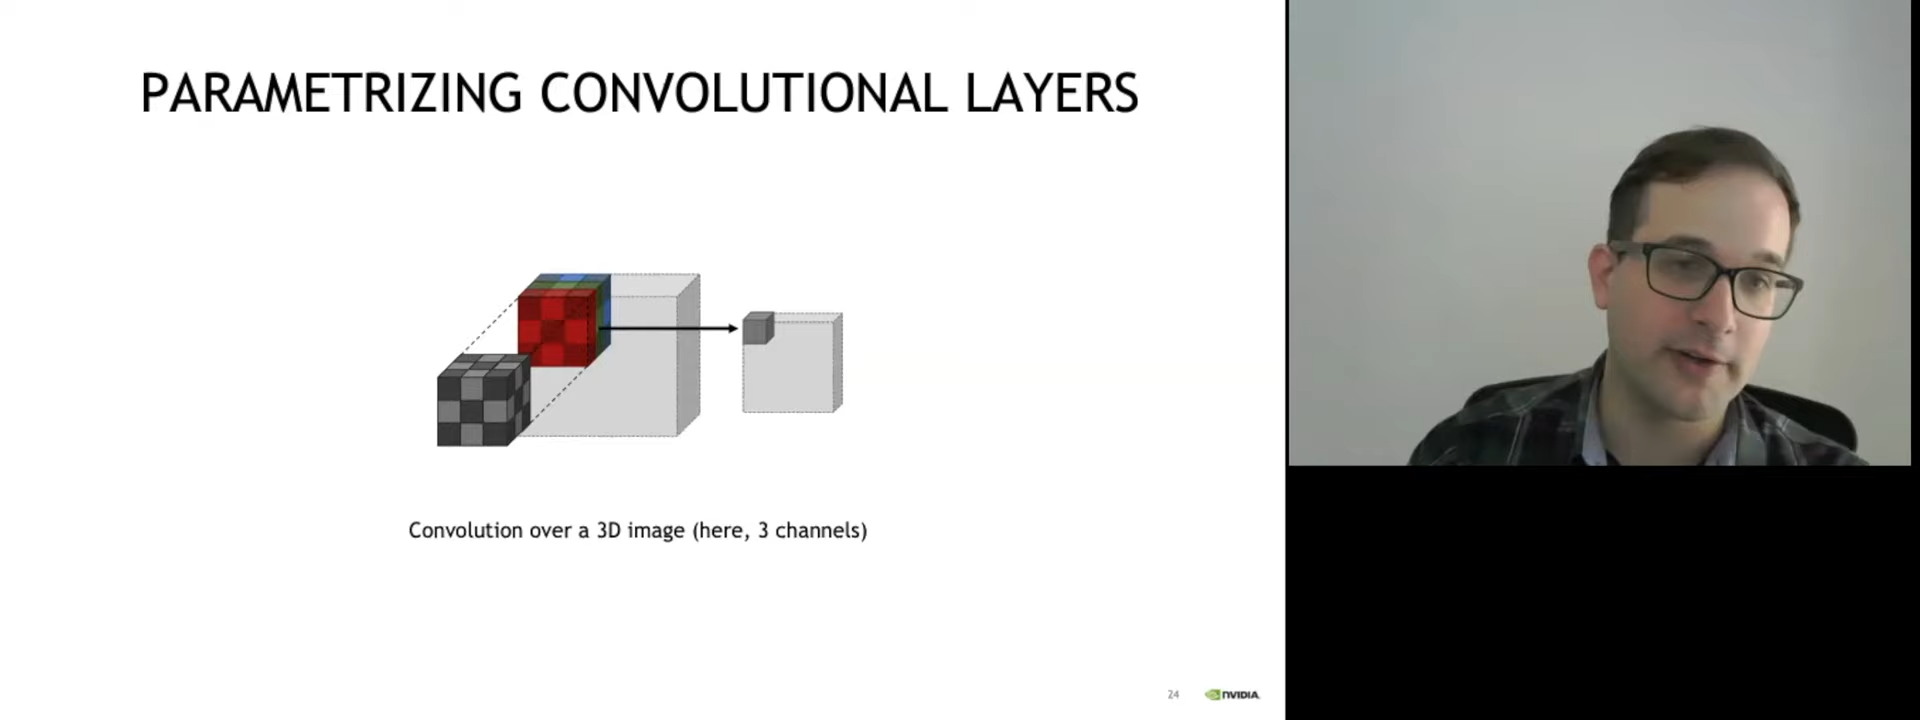 PARAMETRIZING CONVOLUTIONAL LAYERS
Convolution over a 3D image (here, 3 channels)
24
NVIDIA